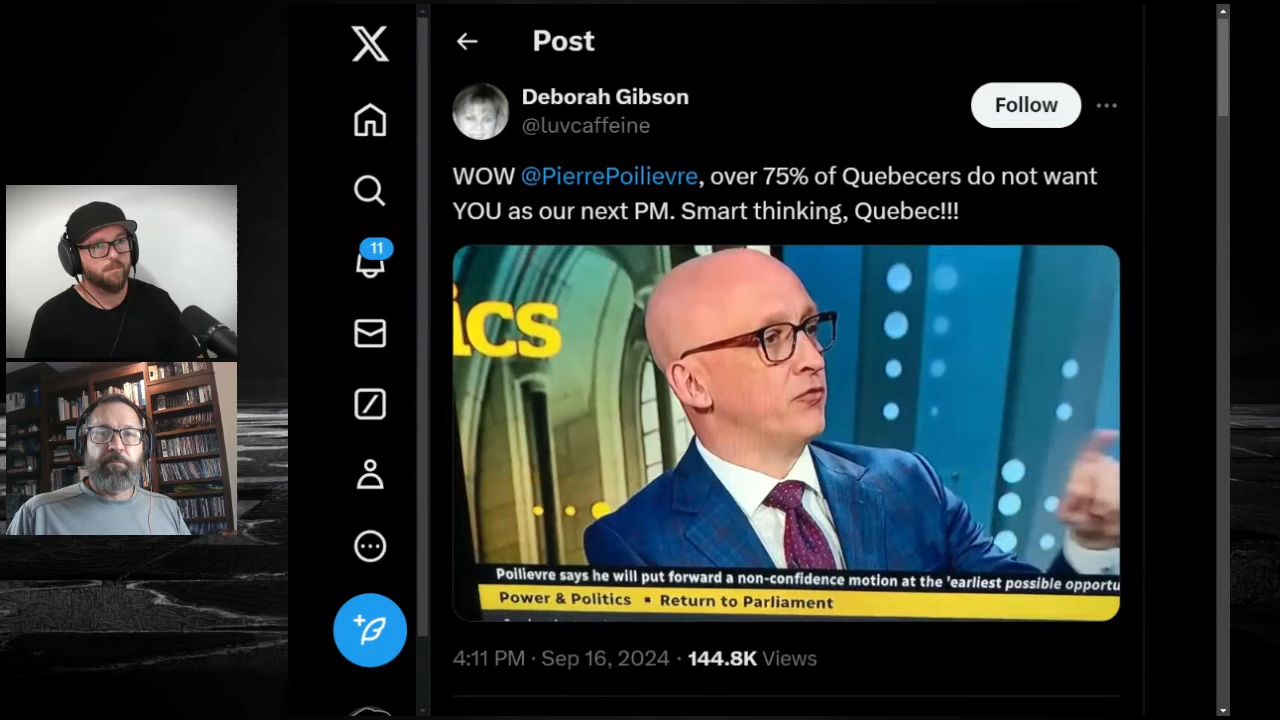 Post
Deborah Gibson
@luvcaffeine
Follow
WOW @PierrePoilievre, over 75% of Quebecers do not want
YOU as our next PM. Smart thinking, Quebec!!!
11
ics
Poilievre says he will put forward a non-confidence motion at the 'earliest possible opportu
Power & Politics ▪ Return to Parliament
4:11 PM · Sep 16, 2024 · 144.8K Views